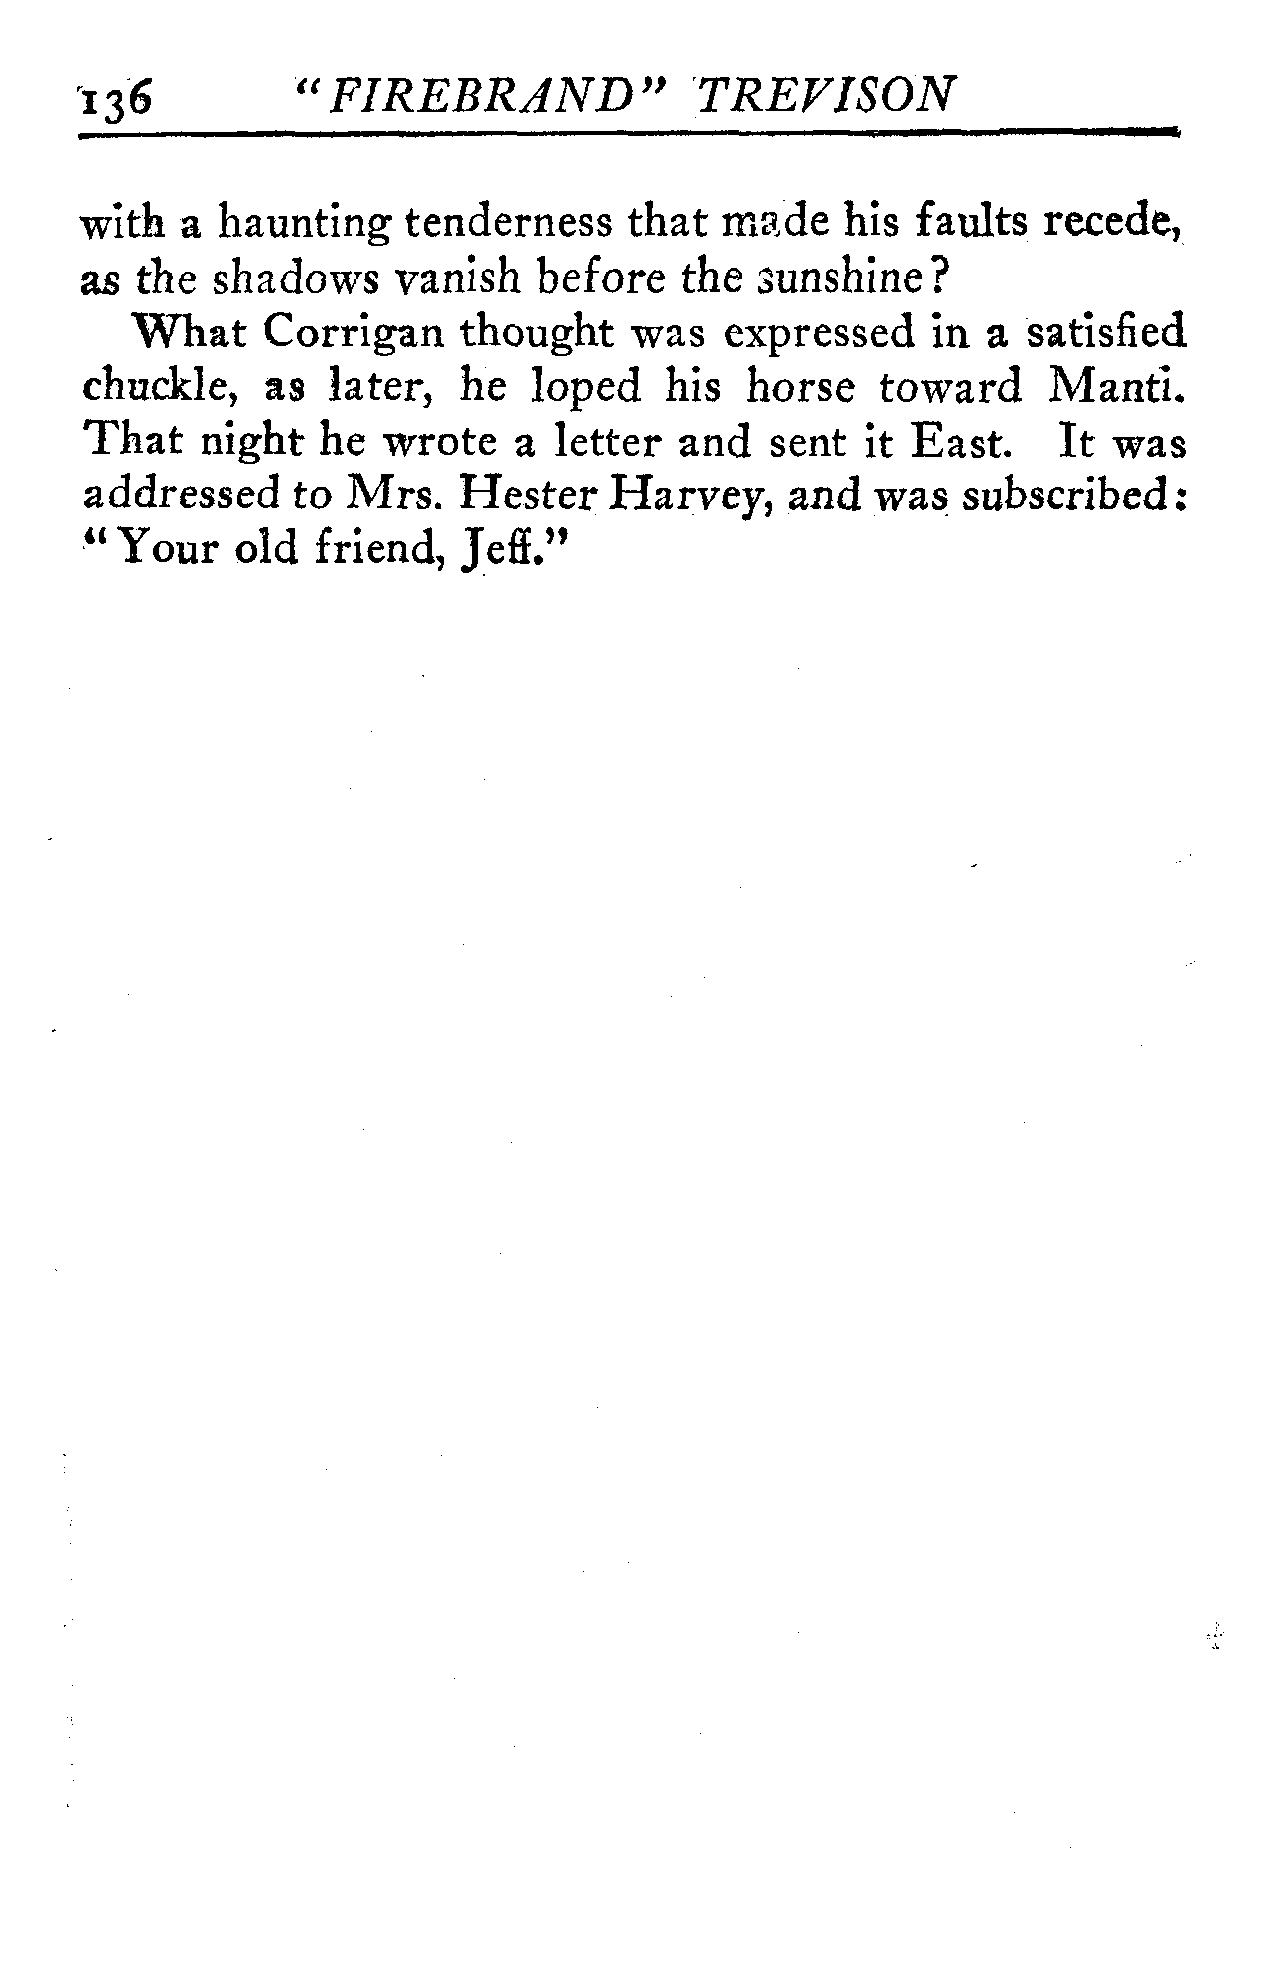 136 "FIREBRAND" TREVISON
with a haunting tenderness that made his faults recede,
as the shadows vanish before the sunshine?
What Corrigan thought was expressed in a satisfied
chuckle, as later, he loped his horse toward Manti.
That night he wrote a letter and sent it East. It was
addressed to Mrs. Hester Harvey, and was subscribed:
"Your old friend, Jeff."